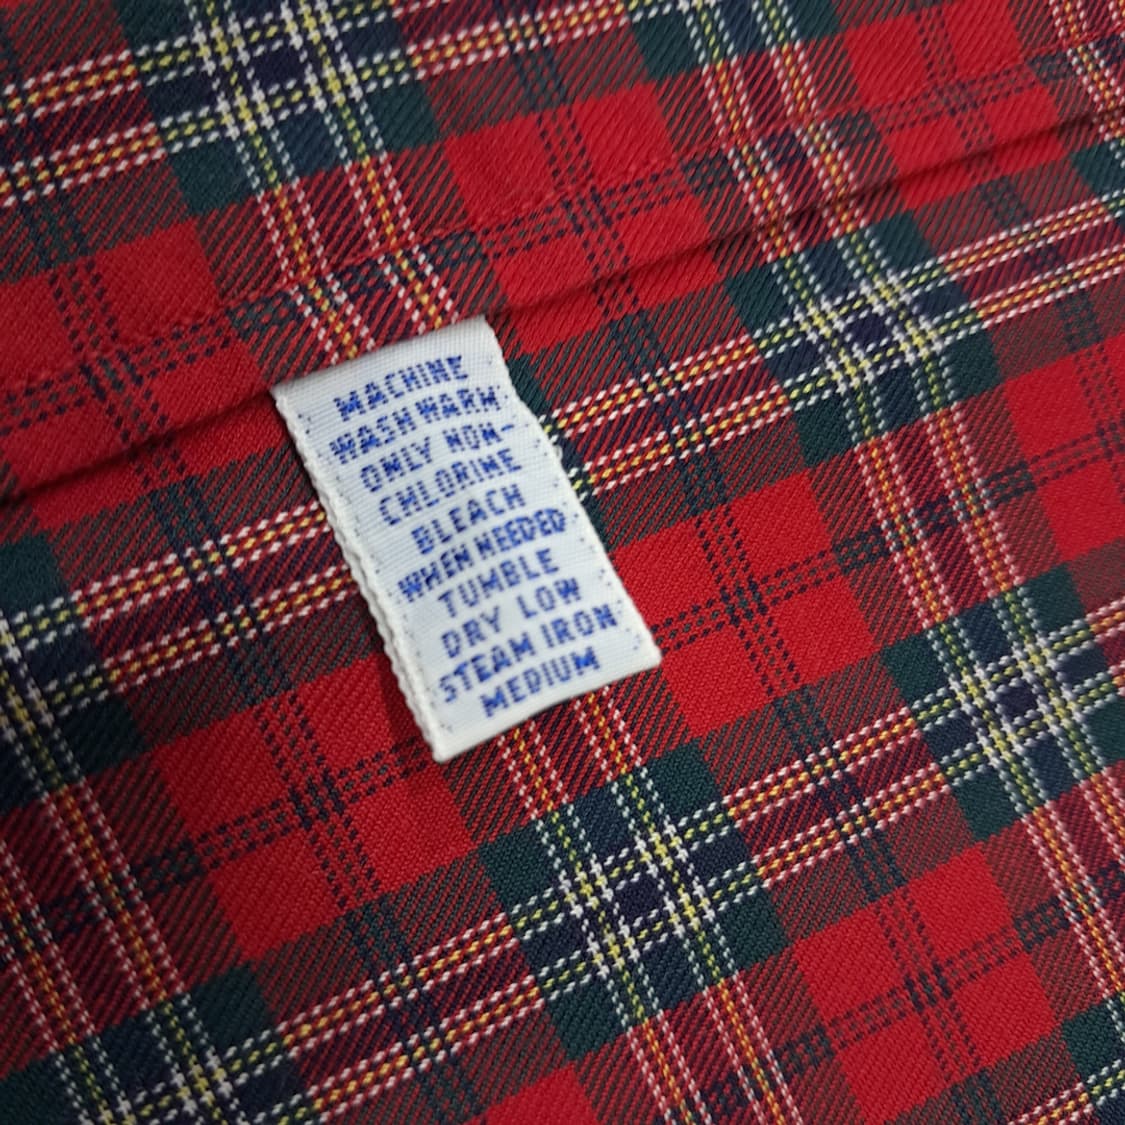 MACHINE
WASH WARM
ONLY NON-
CHLORINE
BLEACH
WHEN NEEDED
TUMBLE
DRY LOW
STEAM IRON
MEDIUM